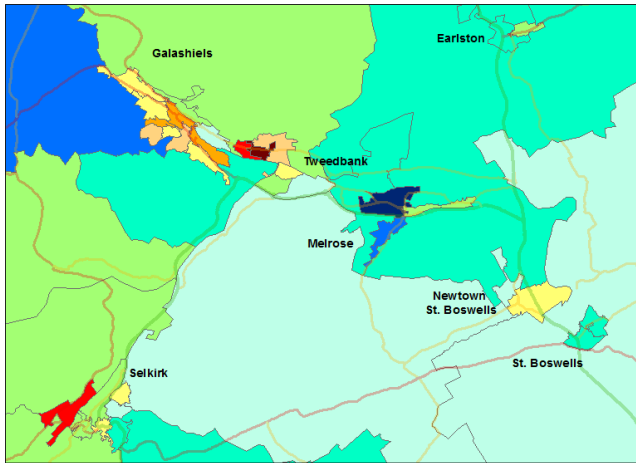 Earlston
Galashiels
Tweedbank
Melrose
Newtown
St. Boswells
St. Boswells
Selkirk